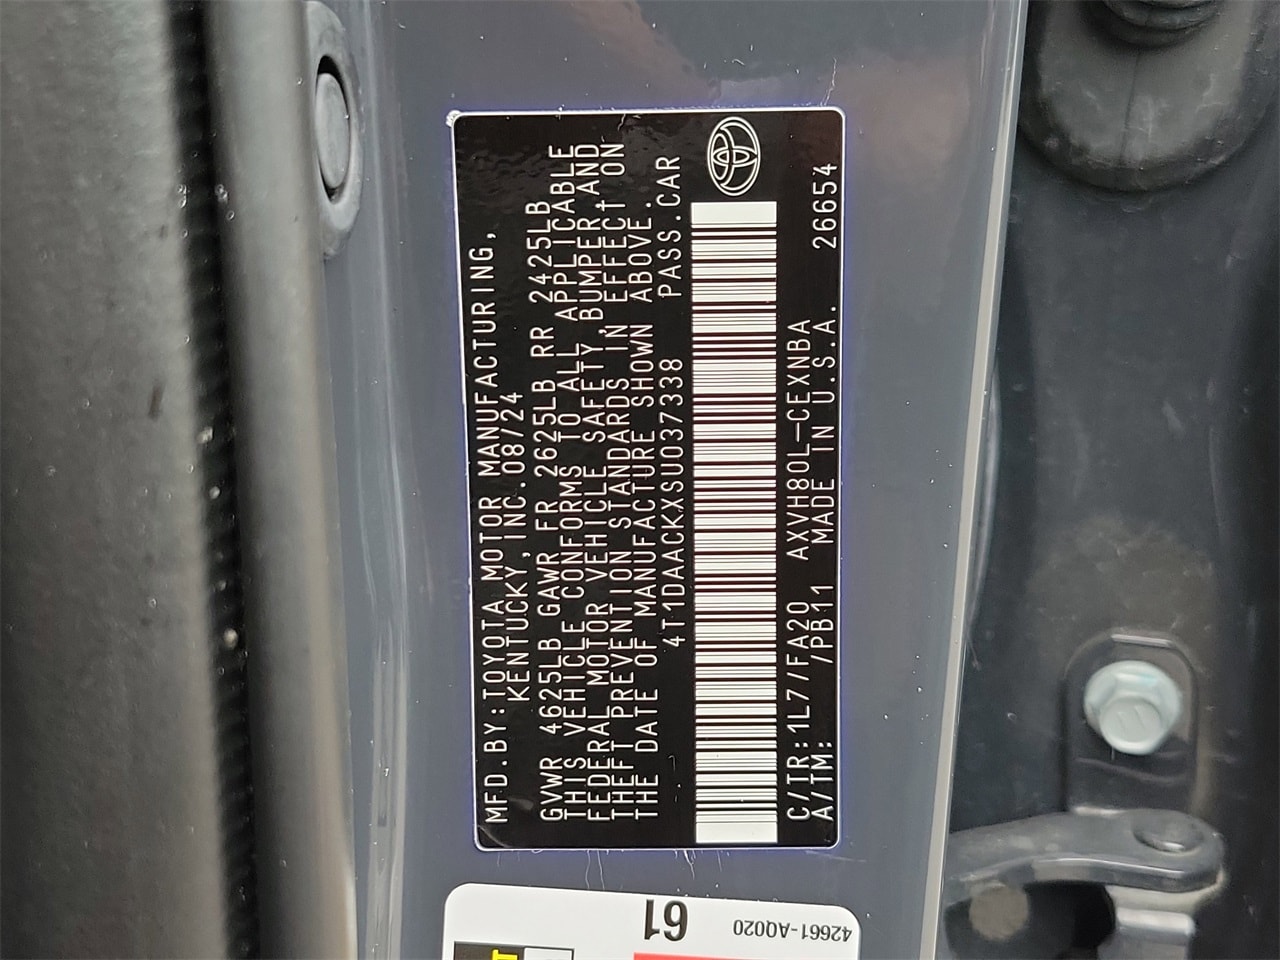 MFD.BY:TOYOTA MOTOR MANUFACTURING,
KENTUCKY,INC.08/24
GVWR 4625LB GAWR FR 2625LB RR 2425LB
THIS VEHICLE CONFORMS TO ALL APPLICABLE
FEDERAL MOTOR VEHICLE SAFETY,BUMPER,AND
THEFT PREVENTION STANDARDS IN EFFECT ON
THE DATE OF MANUFACTURE SHOWN ABOVE.
4T1DAACKXSU037338 PASS.CAR
C/TR:1L7/FA20 AXVH80L-CEXNBA
A/TM: /PB11 MADE IN U.S.A. 26654
61
42661-AQ020